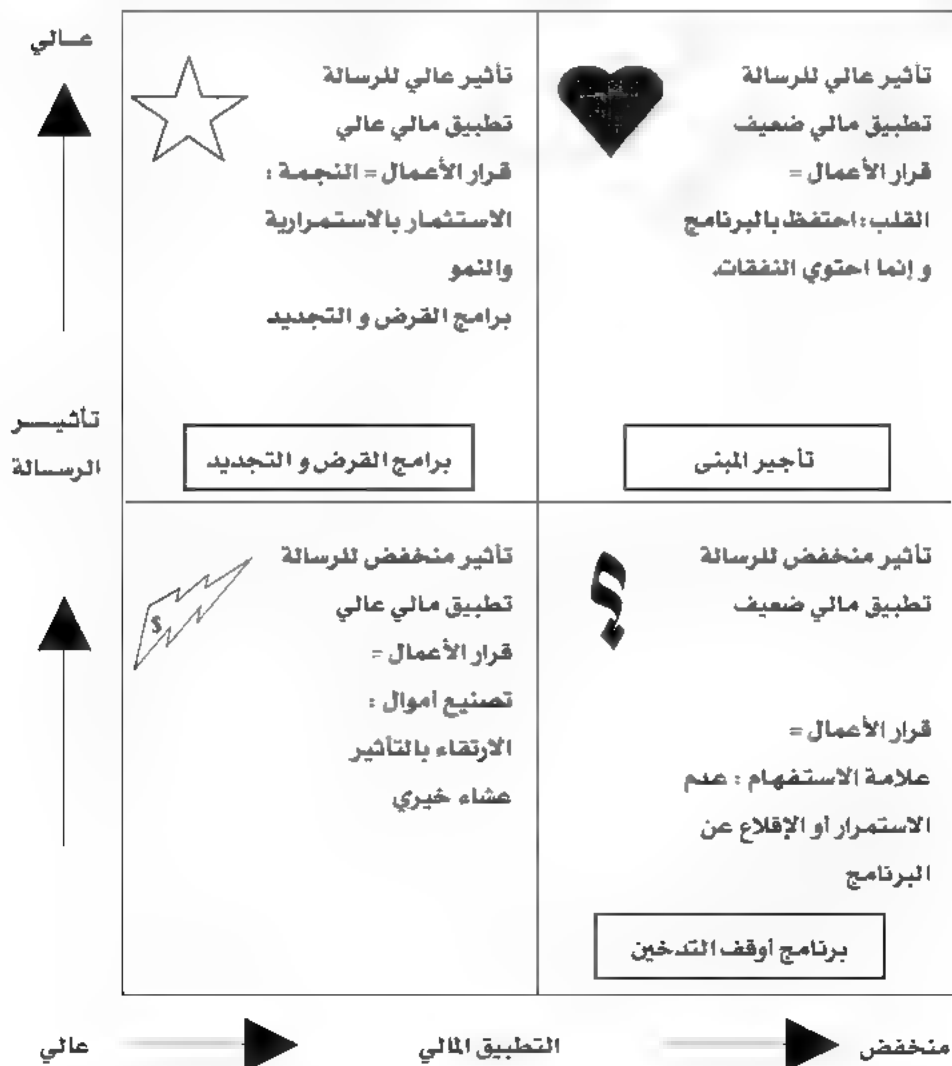 عـــالي
تأثير عالي للرسالة
تطبيق مالي ضعيف
قرار الأعمال =
القلب : احتفظ بالبرنامج
و إنما احتوي النفقات.
تأجير المبنى
تأثير عالي للرسالة
تطبيق مالي عالي
قرار الأعمال = النجمة :
الاستثمار بالاستمرارية
والنمو
برامج القرض و التجديد
برامج القرض و التجديد
تأثيـــر
الرســالة
تأثير منخفض للرسالة
تطبيق مالي ضعيف
قرار الأعمال =
علامة الاستفهام : عدم
الاستمرار أو الإقلاع عن
البرنامج
برنامج أوقف التدخين
تأثير منخفض للرسالة
تطبيق مالي عالي
قرار الأعمال =
تصنيع أموال :
الارتقاء بالتأثير
عشاء خيري
$
منخفض
التطبيق المالي
عالي